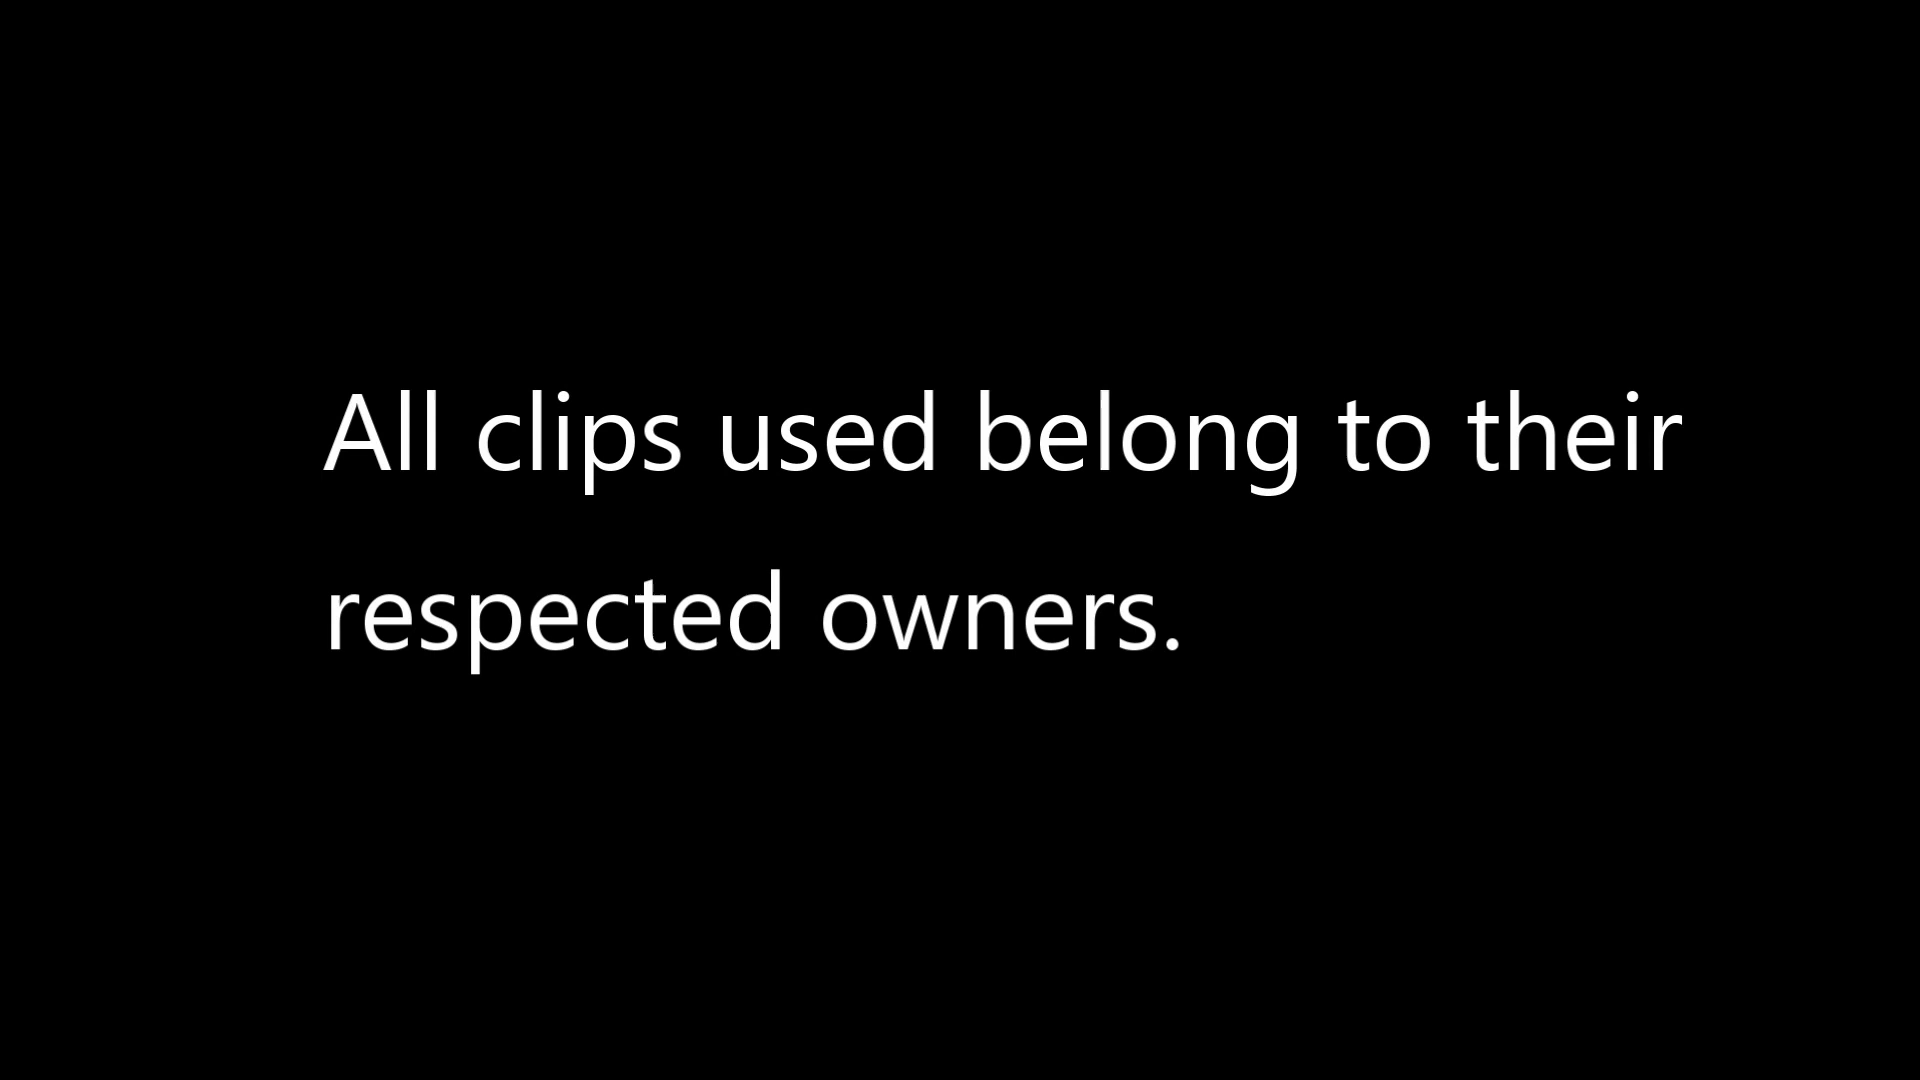 All clips used belong to their
respected owners.